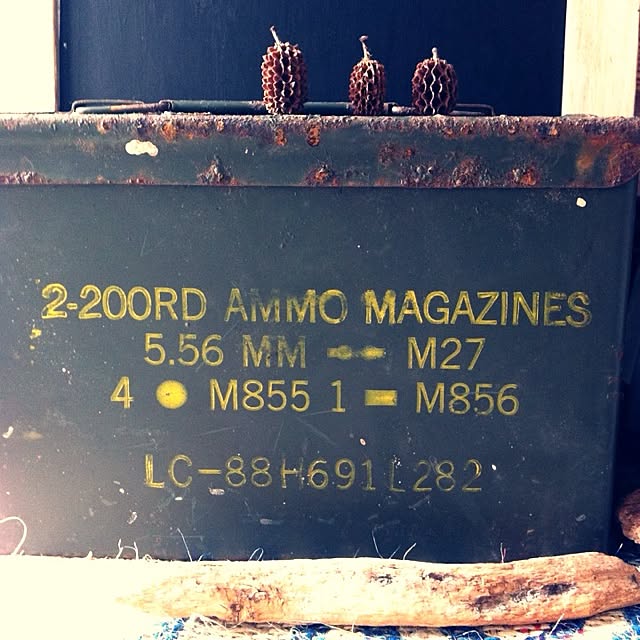 2-200RD AMMO MAGAZINES
5.56 MM M27
4 M855 1 M856
LC-88H691L282